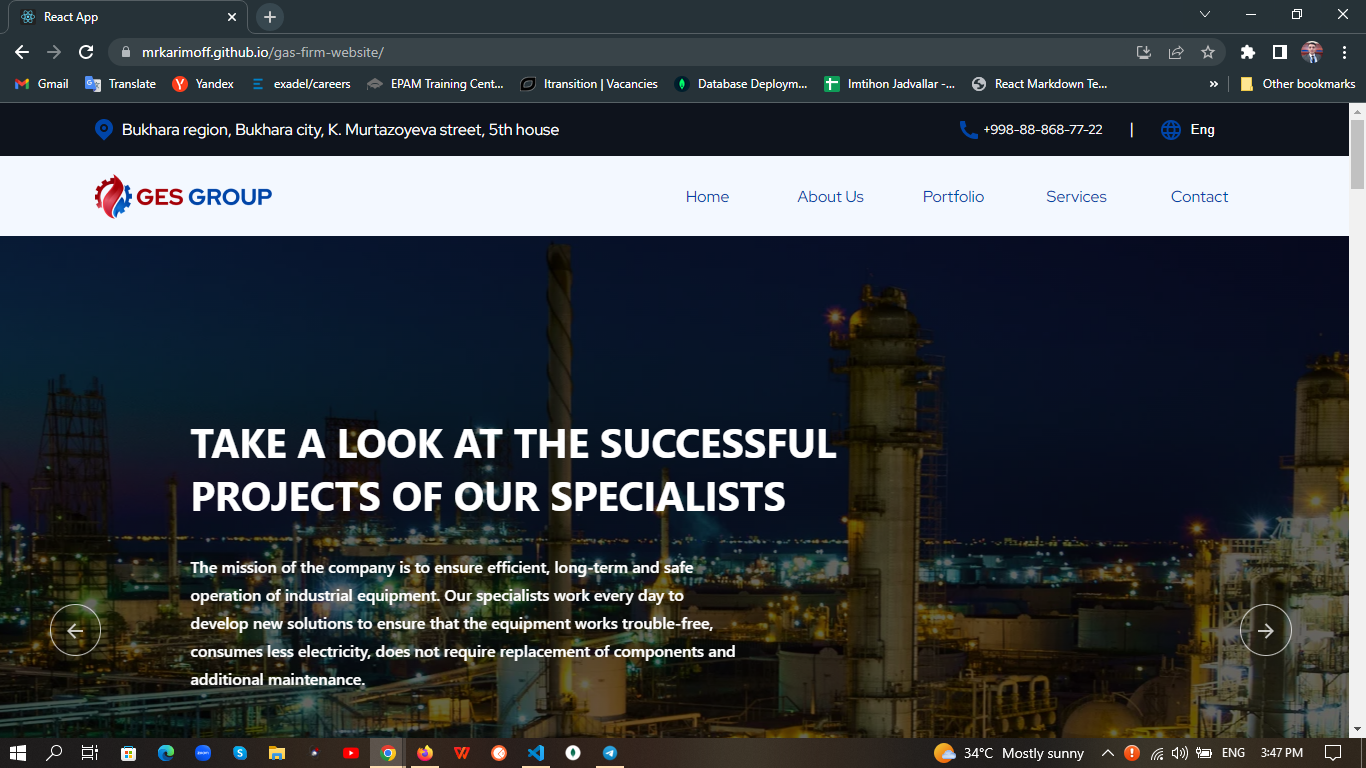 React App
mrkarimoff.github.io/gas-firm-website/
Gmail
Translate
Yandex
exadel/careers
EPAM Training Cent...
Itransition | Vacancies
Database Deploym...
Imtihon Jadvallar -...
React Markdown Te...
»
Other bookmarks
Bukhara region, Bukhara city, K. Murtazoyeva street, 5th house
+998-88-868-77-22
|
Eng
GES GROUP
Home
About Us
Portfolio
Services
Contact
TAKE A LOOK AT THE SUCCESSFUL
PROJECTS OF OUR SPECIALISTS
The mission of the company is to ensure efficient, long-term and safe
operation of industrial equipment. Our specialists work every day to
develop new solutions to ensure that the equipment works trouble-free,
consumes less electricity, does not require replacement of components and
additional maintenance.
34°C Mostly sunny
ENG
3:47 PM